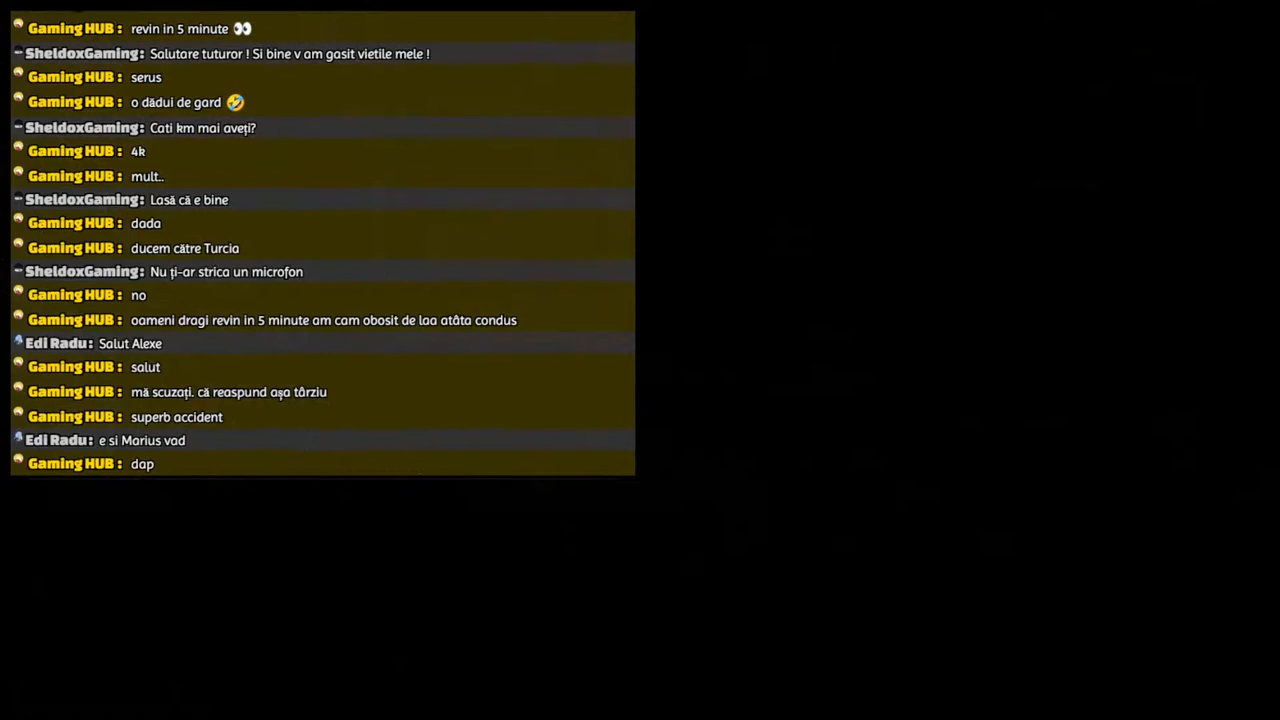 Gaming HUB : revin in 5 minute 👀
SheldoxGaming: Salutare tuturor ! Si bine v am gasit vietile mele !
Gaming HUB : serus
Gaming HUB : o dădui de gard 🤣
SheldoxGaming: Cati km mai aveți?
Gaming HUB : 4k
Gaming HUB : mult..
SheldoxGaming: Lasă că e bine
Gaming HUB : dada
Gaming HUB : ducem către Turcia
SheldoxGaming: Nu ți-ar strica un microfon
Gaming HUB : no
Gaming HUB : oameni dragi revin in 5 minute am cam obosit de laa atâta condus
Edi Radu: Salut Alexe
Gaming HUB : salut
Gaming HUB : mă scuzați. că reaspund așa târziu
Gaming HUB : superb accident
Edi Radu: e si Marius vad
Gaming HUB : dap